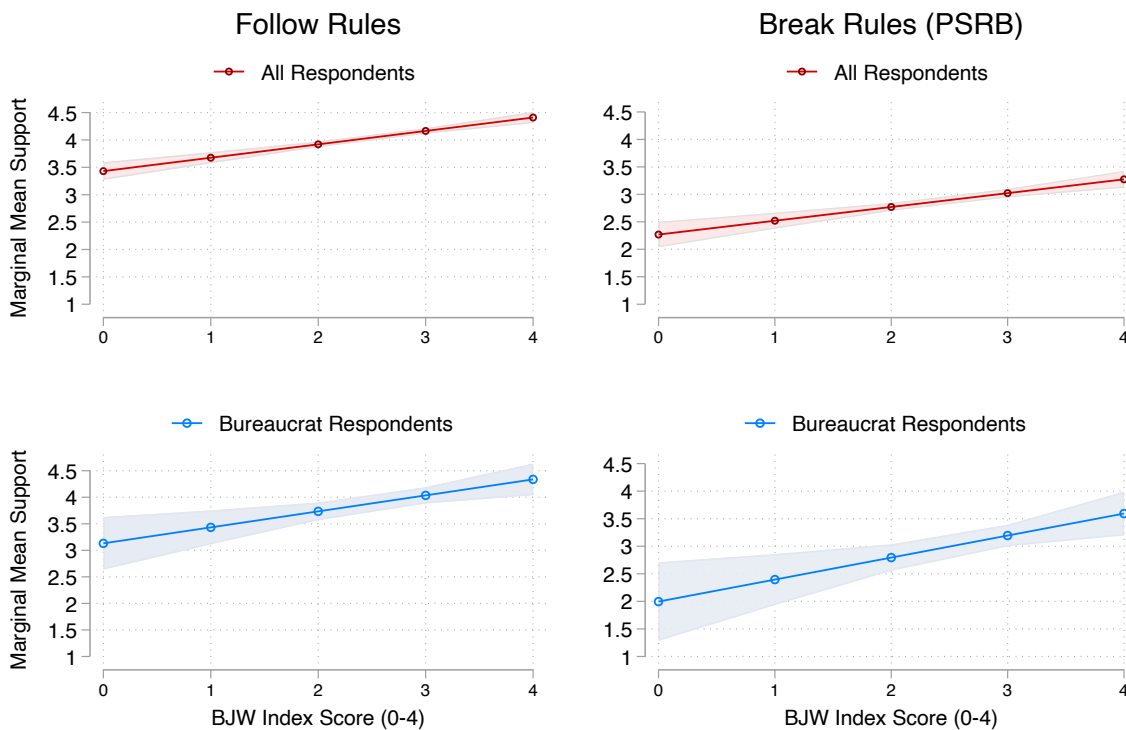 Follow Rules
All Respondents
Marginal Mean Support
4.5
4
3.5
3
2.5
2
1.5
1
0 1 2 3 4
Break Rules (PSRB)
All Respondents
4.5
4
3.5
3
2.5
2
1.5
1
0 1 2 3 4
Bureaucrat Respondents
Marginal Mean Support
4.5
4
3.5
3
2.5
2
1.5
1
0 1 2 3 4
BJW Index Score (0-4)
Bureaucrat Respondents
4.5
4
3.5
3
2.5
2
1.5
1
0 1 2 3 4
BJW Index Score (0-4)